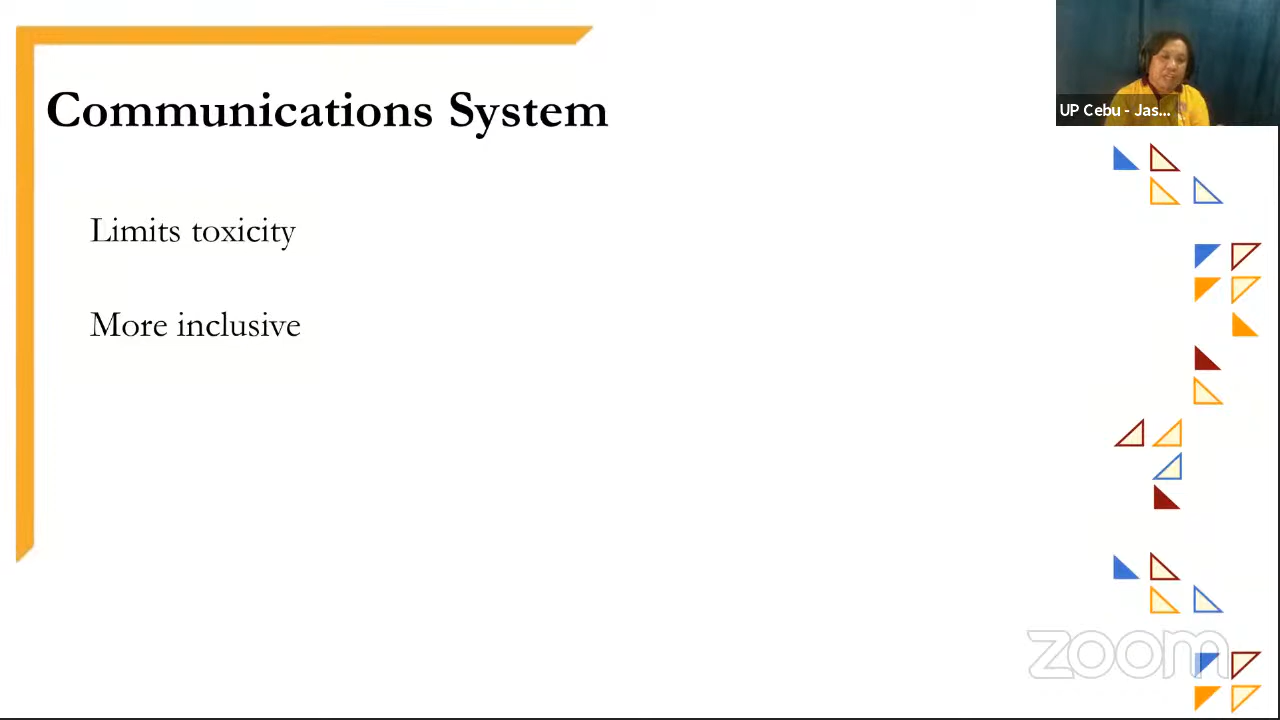 Communications System
UP Cebu - Jas...
Limits toxicity
More inclusive
zoom